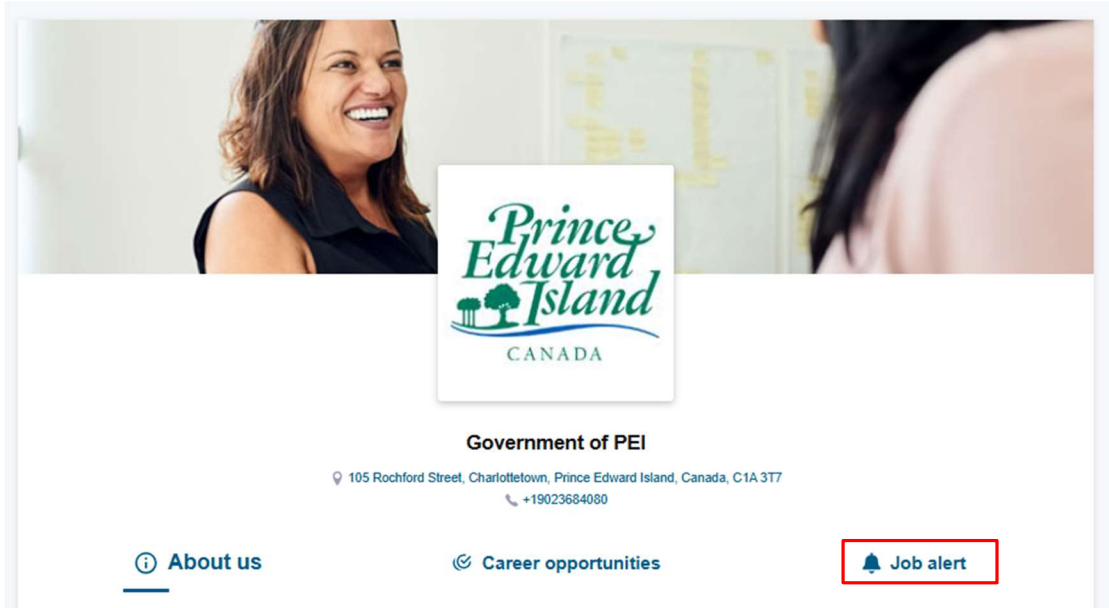 Prince
Edward
Island
CANADA
Government of PEI
105 Rochford Street, Charlottetown, Prince Edward Island, Canada, C1A 3T7
+19023684080
About us
Career opportunities
Job alert